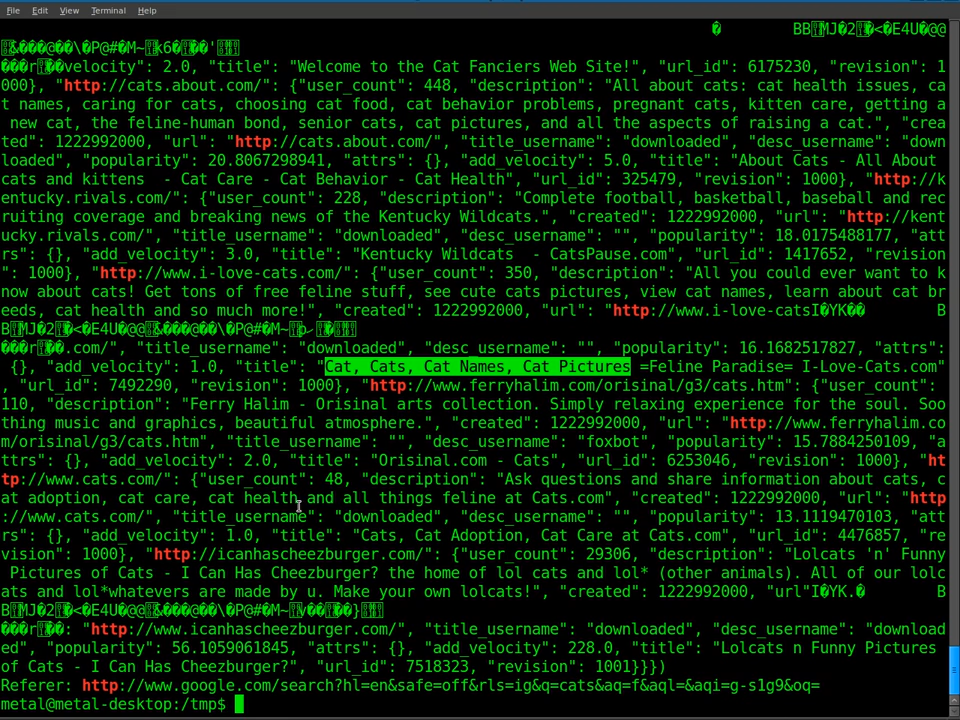 File Edit View Terminal Help
velocity": 2.0, "title": "Welcome to the Cat Fanciers Web Site!", "url_id": 6175230, "revision": 1
000}, "http://cats.about.com/": {"user_count": 448, "description": "All about cats: cat health issues, ca
t names, caring for cats, choosing cat food, cat behavior problems, pregnant cats, kitten care, getting a
 new cat, the feline-human bond, senior cats, cat pictures, and all the aspects of raising a cat.", "crea
ted": 1222992000, "url": "http://cats.about.com/", "title_username": "downloaded", "desc_username": "down
loaded", "popularity": 20.8067298941, "attrs": {}, "add_velocity": 5.0, "title": "About Cats - All About 
cats and kittens  - Cat Care - Cat Behavior - Cat Health", "url_id": 325479, "revision": 1000}, "http://k
entucky.rivals.com/": {"user_count": 228, "description": "Complete football, basketball, baseball and rec
ruiting coverage and breaking news of the Kentucky Wildcats.", "created": 1222992000, "url": "http://kent
ucky.rivals.com/", "title_username": "downloaded", "desc_username": "", "popularity": 18.0175488177, "att
rs": {}, "add_velocity": 3.0, "title": "Kentucky Wildcats  - CatsPause.com", "url_id": 1417652, "revision
": 1000}, "http://www.i-love-cats.com/": {"user_count": 350, "description": "All you could ever want to k
now about cats! Get tons of free feline stuff, see cute cats pictures, view cat names, learn about cat br
eeds, cat health and so much more!", "created": 1222992000, "url": "http://www.i-love-cats
.com/", "title_username": "downloaded", "desc_username": "", "popularity": 16.1682517827, "attrs":
 {}, "add_velocity": 1.0, "title": "Cat, Cats, Cat Names, Cat Pictures =Feline Paradise= I-Love-Cats.com"
, "url_id": 7492290, "revision": 1000}, "http://www.ferryhalim.com/orisinal/g3/cats.htm": {"user_count": 
110, "description": "Ferry Halim - Orisinal arts collection. Simply relaxing experience for the soul. Soo
thing music and graphics, beautiful atmosphere.", "created": 1222992000, "url": "http://www.ferryhalim.co
m/orisinal/g3/cats.htm", "title_username": "", "desc_username": "foxbot", "popularity": 15.7884250109, "a
ttrs": {}, "add_velocity": 2.0, "title": "Orisinal.com - Cats", "url_id": 6253046, "revision": 1000}, "ht
tp://www.cats.com/": {"user_count": 48, "description": "Ask questions and share information about cats, c
at adoption, cat care, cat health and all things feline at Cats.com", "created": 1222992000, "url": "http
://www.cats.com/", "title_username": "downloaded", "desc_username": "", "popularity": 13.1119470103, "att
rs": {}, "add_velocity": 1.0, "title": "Cats, Cat Adoption, Cat Care at Cats.com", "url_id": 4476857, "re
vision": 1000}, "http://icanhascheezburger.com/": {"user_count": 29306, "description": "Lolcats 'n' Funny
 Pictures of Cats - I Can Has Cheezburger? the home of lol cats and lol* (other animals). All of our lolc
ats and lol*whatevers are made by u. Make your own lolcats!", "created": 1222992000, "url"
: "http://www.icanhascheezburger.com/", "title_username": "downloaded", "desc_username": "download
ed", "popularity": 56.1059061845, "attrs": {}, "add_velocity": 228.0, "title": "Lolcats n Funny Pictures 
of Cats - I Can Has Cheezburger?", "url_id": 7518323, "revision": 1001}}})
Referer: http://www.google.com/search?hl=en&safe=off&rls=ig&q=cats&aq=f&aql=&aqi=g-s1g9&oq=
metal@metal-desktop:/tmp$